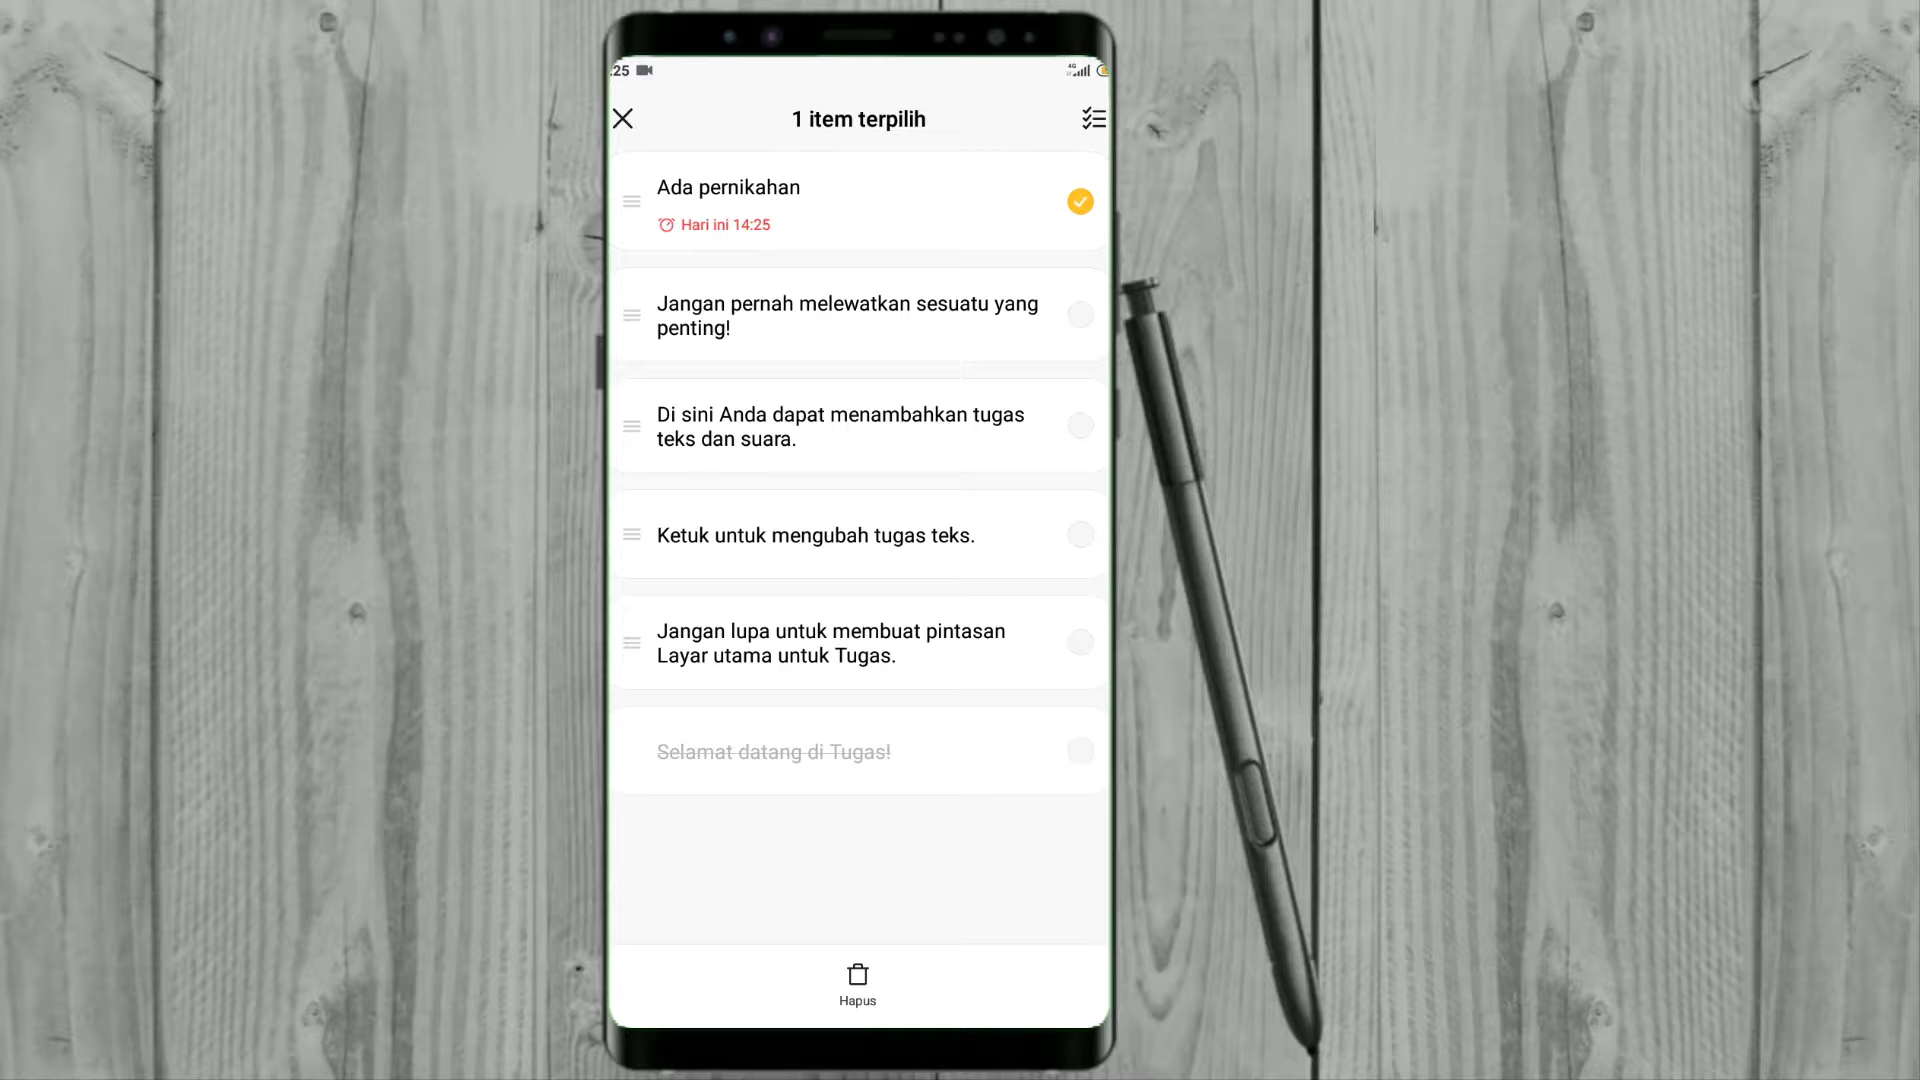 :25
4G
1 item terpilih
Ada pernikahan
Hari ini 14:25
Jangan pernah melewatkan sesuatu yang
penting!
Di sini Anda dapat menambahkan tugas
teks dan suara.
Ketuk untuk mengubah tugas teks.
Jangan lupa untuk membuat pintasan
Layar utama untuk Tugas.
Selamat datang di Tugas!
Hapus